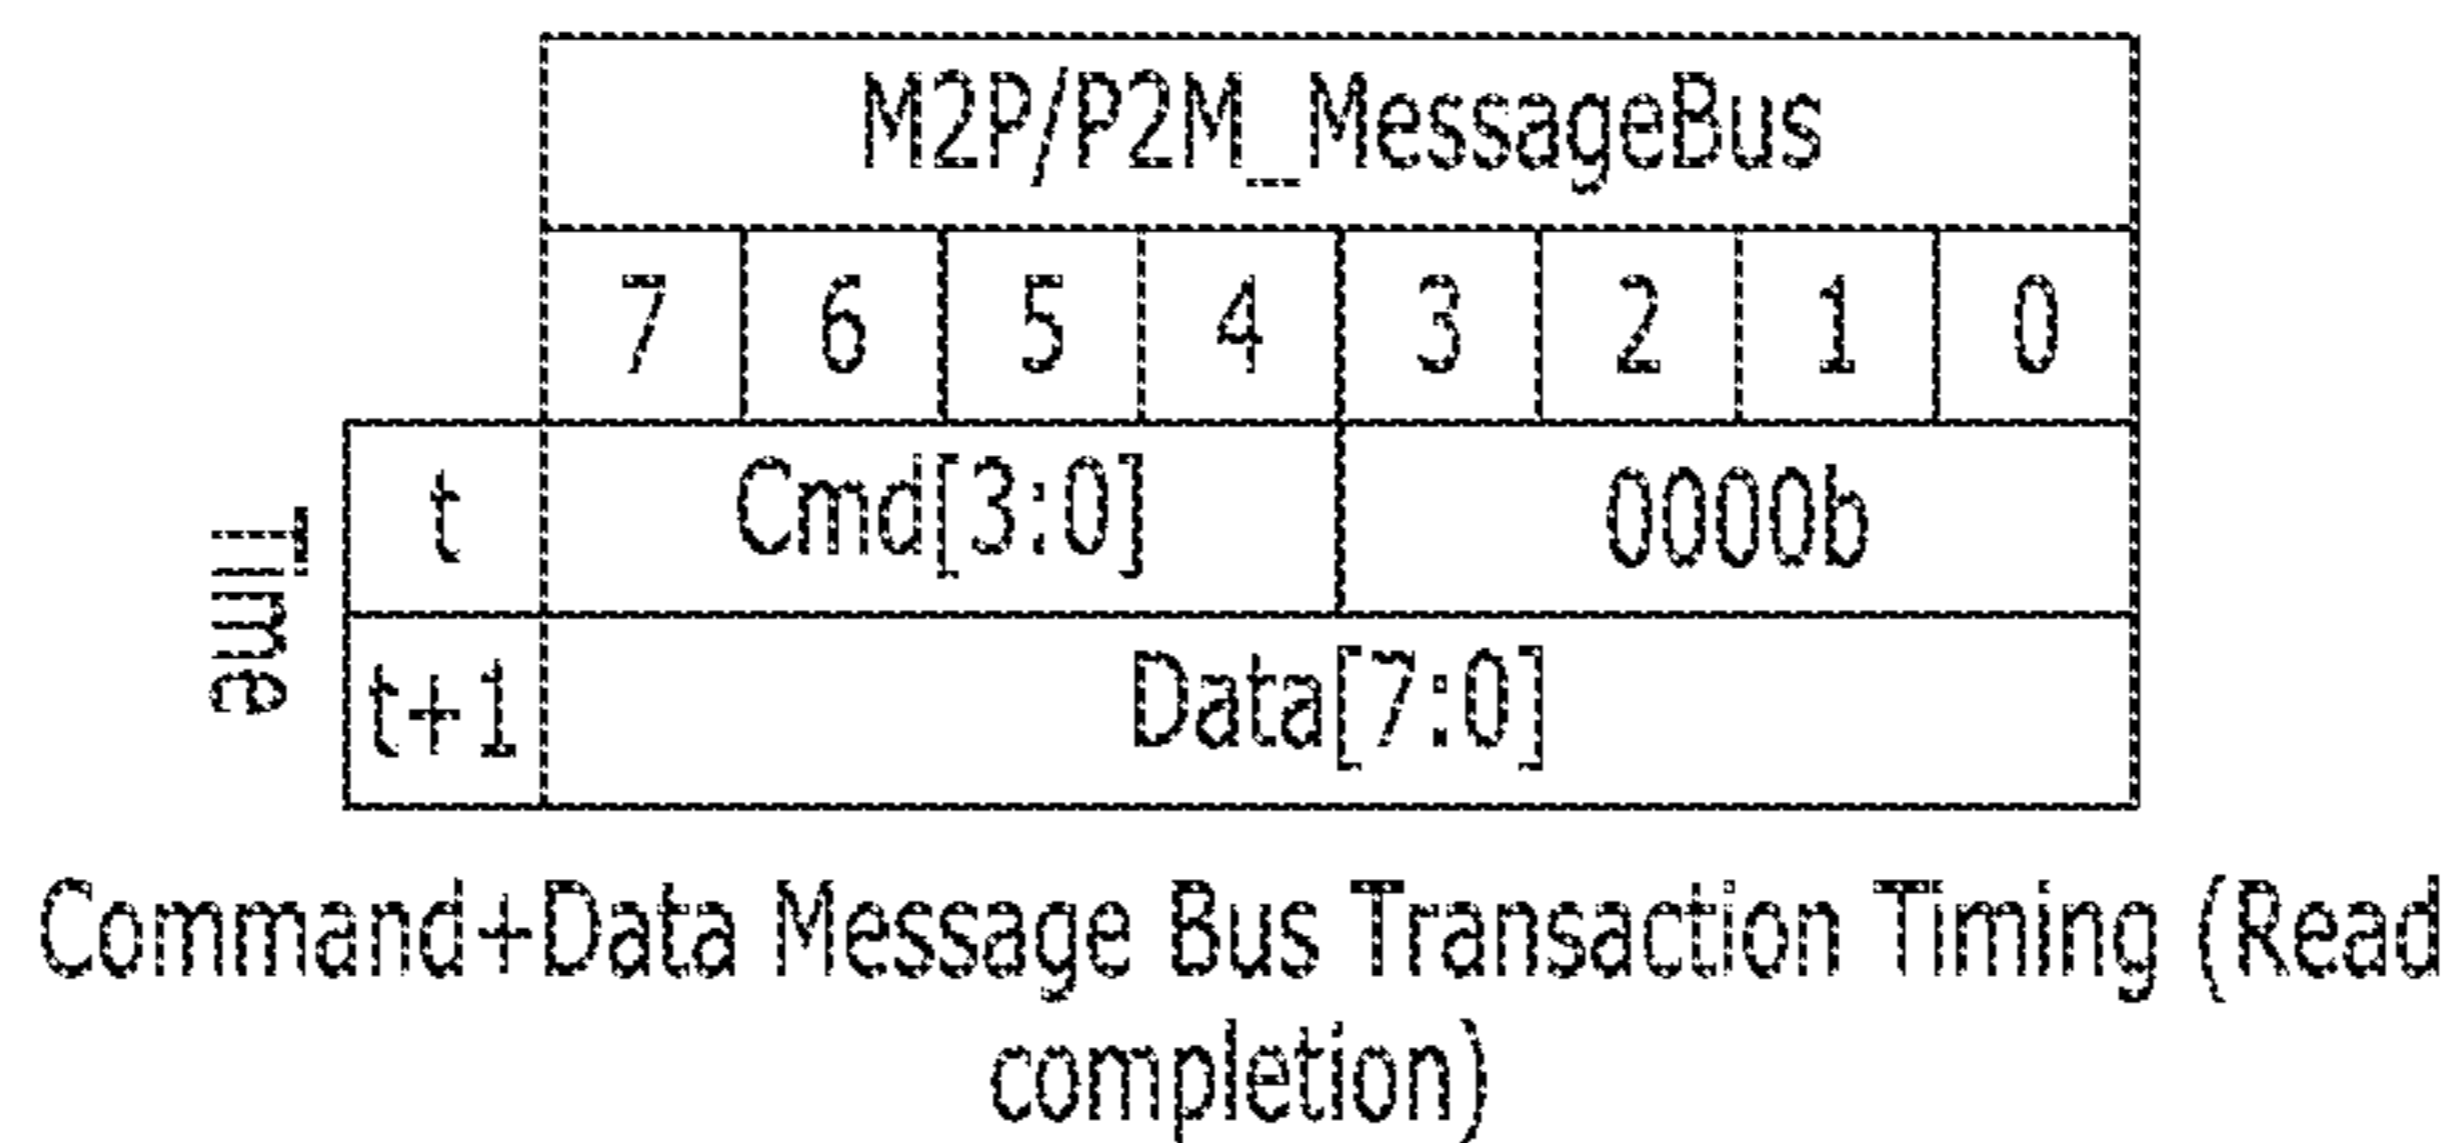 M2P/P2M_MessageBus
7 6 5 4 3 2 1 0
Time
t Cmd[3:0] 0000b
t+1 Data[7:0]
Command+Data Message Bus Transaction Timing (Read
completion)